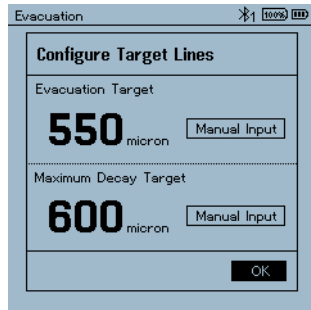 Evacuation 1 100%
Configure Target Lines
Evacuation Target
550 micron Manual Input
Maximum Decay Target
600 micron Manual Input
OK